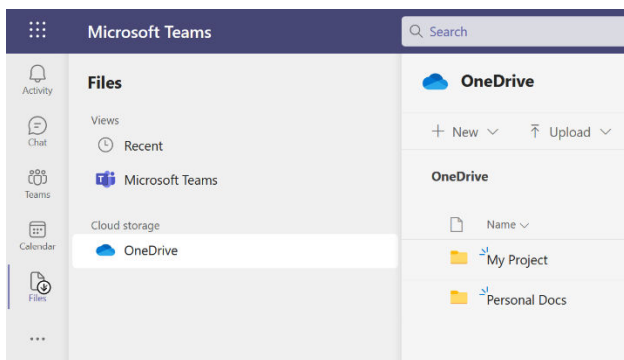 Microsoft Teams
Search
Activity
Chat
Teams
Calendar
Files
Files
Views
Recent
Microsoft Teams
Cloud storage
OneDrive
OneDrive
New
Upload
OneDrive
Name
My Project
Personal Docs